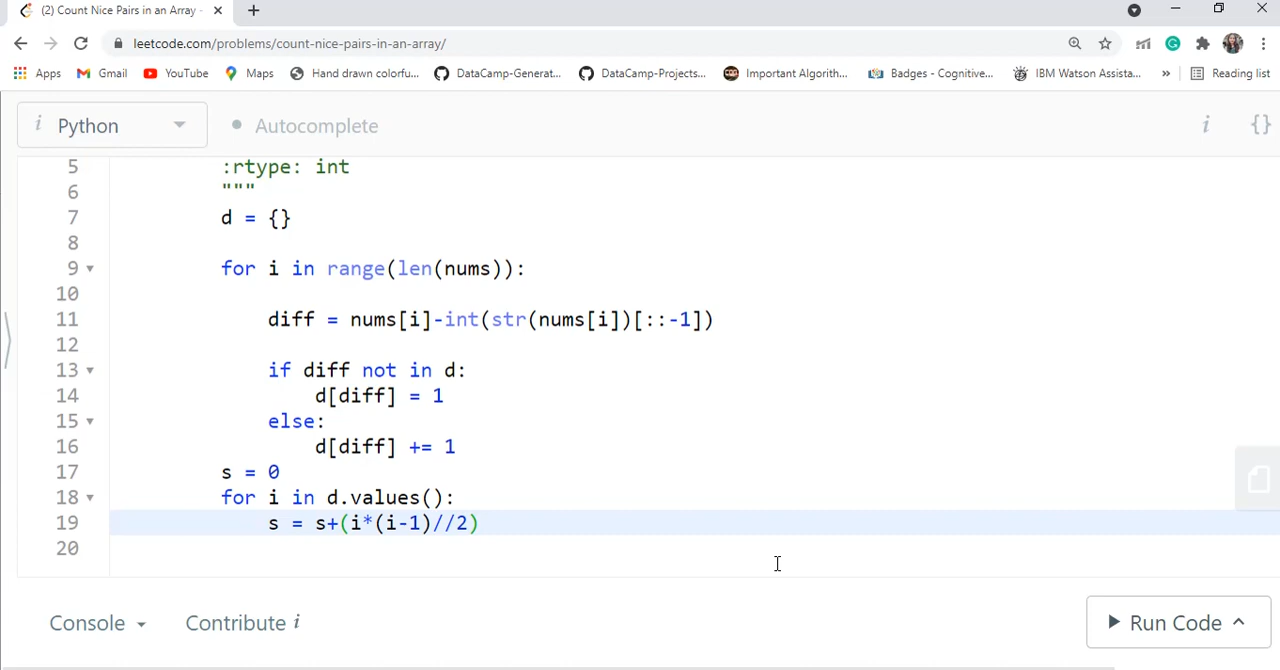 (2) Count Nice Pairs in an Array -
leetcode.com/problems/count-nice-pairs-in-an-array/
Apps Gmail YouTube Maps Hand drawn colorfu... DataCamp-Generat... DataCamp-Projects... Important Algorith... Badges - Cognitive... IBM Watson Assista... » Reading list
i Python Autocomplete i {}
5 :rtype: int
6 """
7 d = {}
8
9 for i in range(len(nums)):
10
11 diff = nums[i]-int(str(nums[i])[::-1])
12
13 if diff not in d:
14 d[diff] = 1
15 else:
16 d[diff] += 1
17 s = 0
18 for i in d.values():
19 s = s+(i*(i-1)//2)
20
Console Contribute i Run Code